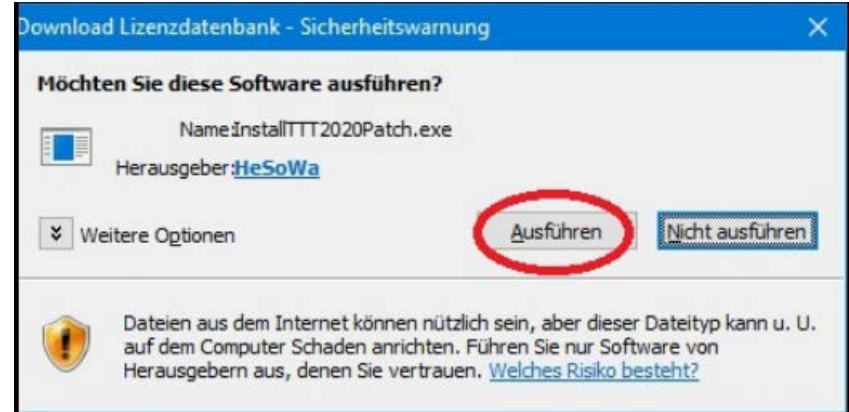 Download Lizenzdatenbank - Sicherheitswarnung
Möchten Sie diese Software ausführen?
Name:InstallTTT2020Patch.exe
Herausgeber:HeSoWa
Weitere Optionen
Ausführen
Nicht ausführen
Dateien aus dem Internet können nützlich sein, aber dieser Dateityp kann u. U.
auf dem Computer Schaden anrichten. Führen Sie nur Software von
Herausgebern aus, denen Sie vertrauen. Welches Risiko besteht?